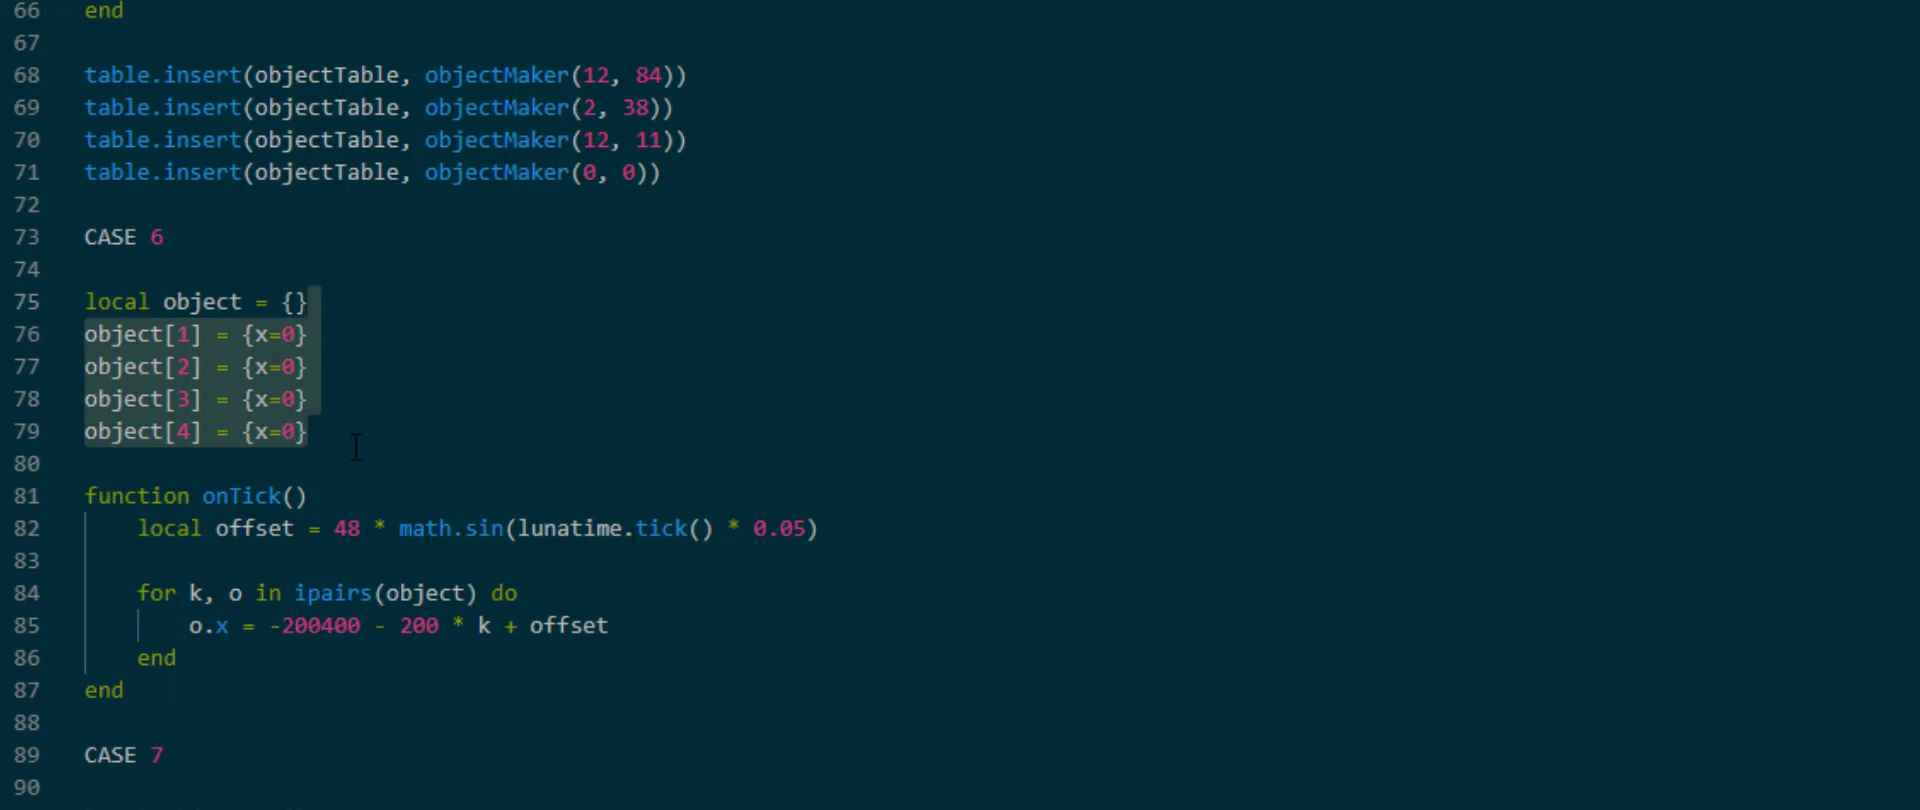 66 end
67
68 table.insert(objectTable, objectMaker(12, 84))
69 table.insert(objectTable, objectMaker(2, 38))
70 table.insert(objectTable, objectMaker(12, 11))
71 table.insert(objectTable, objectMaker(0, 0))
72
73 CASE 6
74
75 local object = {}
76 object[1] = {x=0}
77 object[2] = {x=0}
78 object[3] = {x=0}
79 object[4] = {x=0}
80
81 function onTick()
82     local offset = 48 * math.sin(lunatime.tick() * 0.05)
83
84     for k, o in ipairs(object) do
85         o.x = -200400 - 200 * k + offset
86     end
87 end
88
89 CASE 7
90